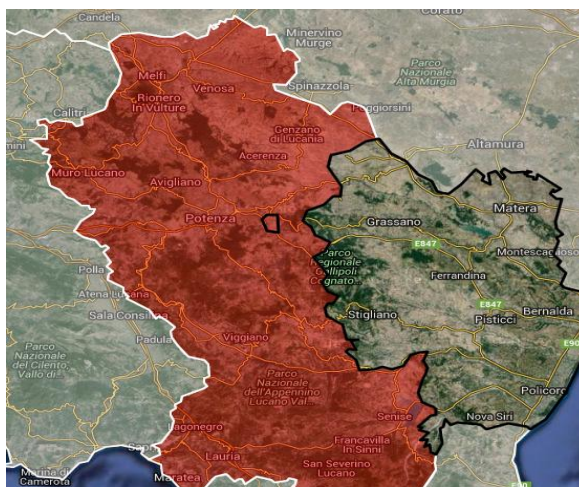 Candela
Corato
Minervino
Murge
Parco
Nazionale
Alta Murgia
Melfi
Venosa
Spinazzola
Rionero
In Vulture
Calitri
Poggiorsini
Genzano
di Lucania
Altamura
Acerenza
Muro Lucano
Avigliano
Potenza
Grassano
Matera
E847
Montescaglioso
Parco
Regionale
Gallipoli
Cognato...
Polla
Ferrandina
Atena Lucana
E847
Bernalda
Sala Consilina
Stigliano
Pisticci
Padula
Viggiano
E90
Parco
Nazionale
del Cilento
Vallo di...
Parco
Nazionale
dell'Appennino
Lucano Val...
Policoro
Senise
Nova Siri
Lagonegro
Francavilla
In Sinni
Lauria
San Severino
Lucano
Marina di
Camerota
Maratea
E90